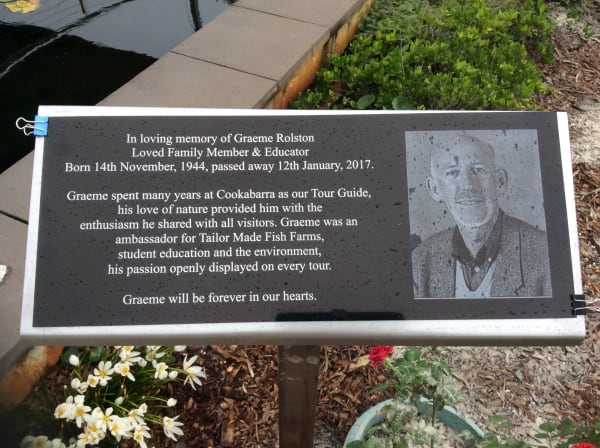 In loving memory of Graeme Rolston
Loved Family Member & Educator
Born 14th November, 1944, passed away 12th January, 2017.
Graeme spent many years at Cookabarra as our Tour Guide,
his love of nature provided him with the
enthusiasm he shared with all visitors. Graeme was an
ambassador for Tailor Made Fish Farms,
student education and the environment,
his passion openly displayed on every tour.
Graeme will be forever in our hearts.